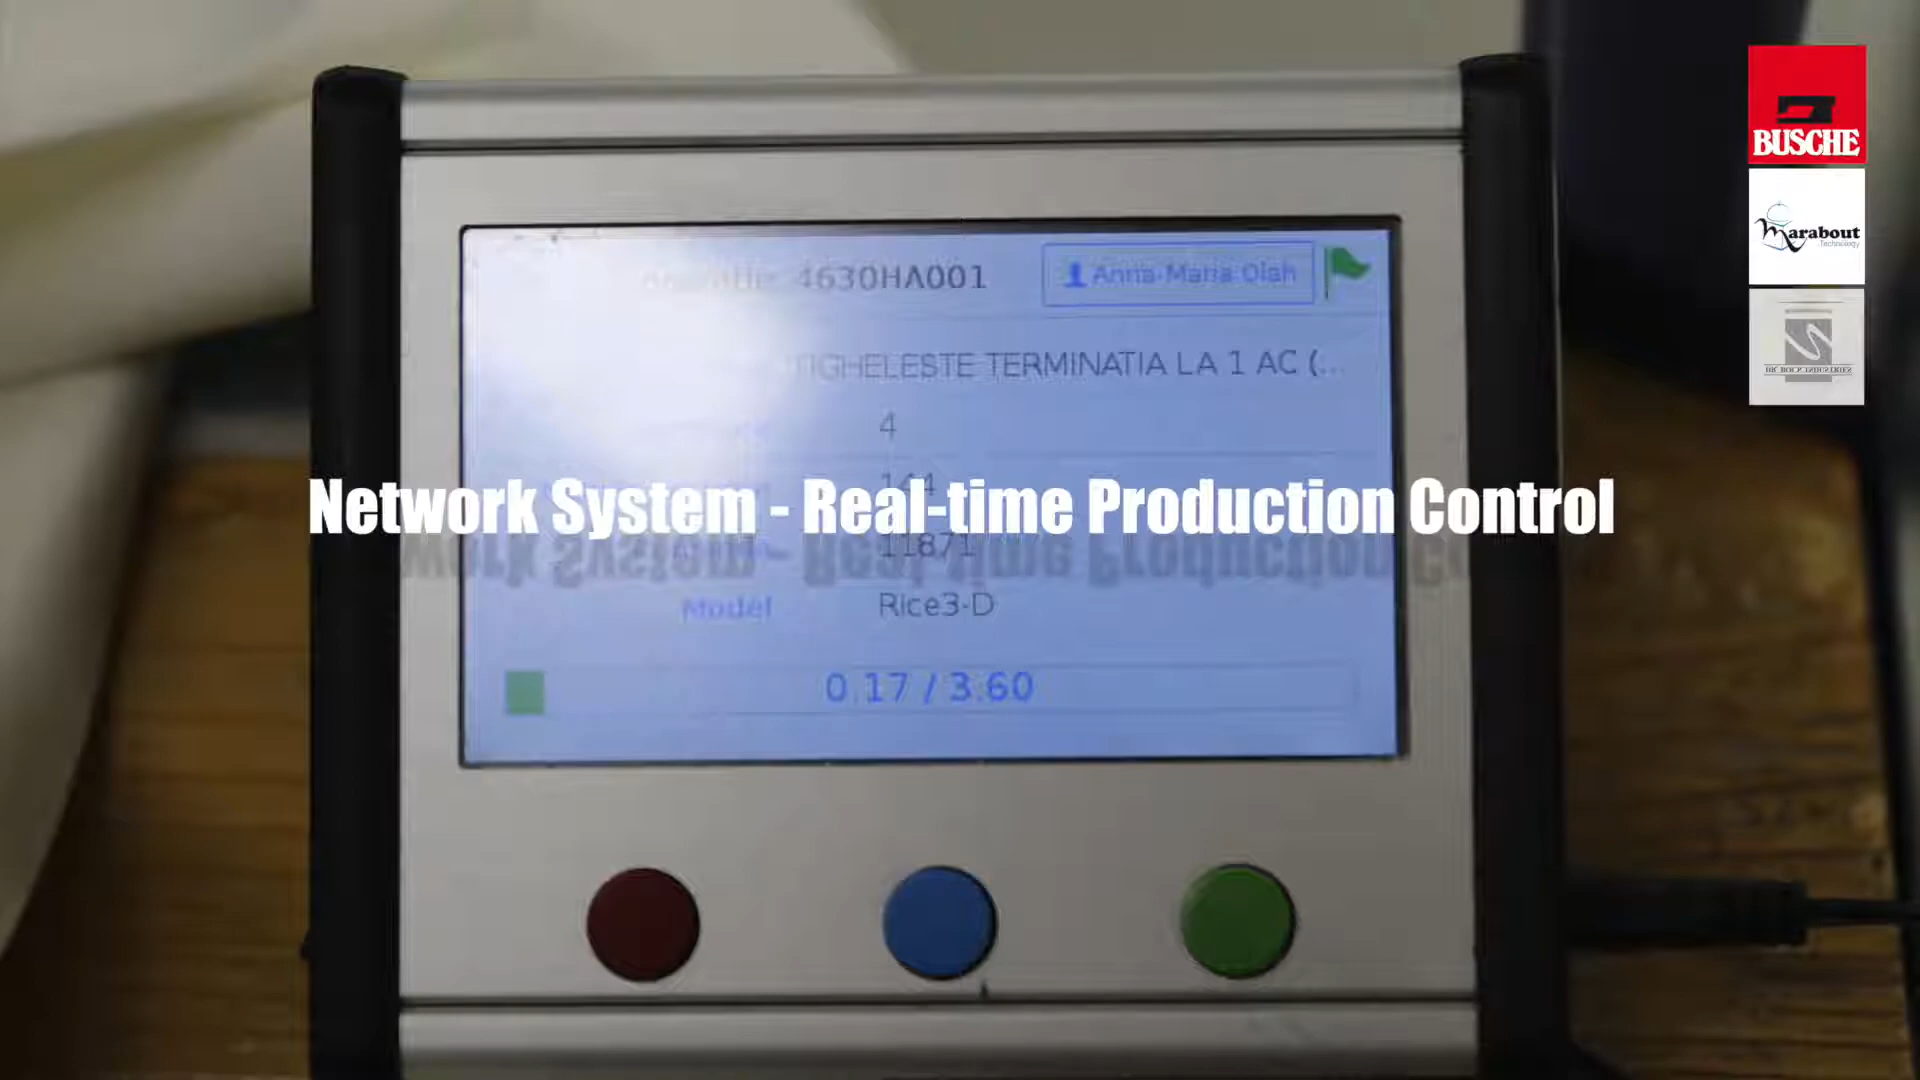 4630HA001
Anna-Maria Olah
TIGHELESTE TERMINATIA LA 1 AC (...
4
144
Network System - Real-time Production Control
11871
Model
Rice3-D
0.17 / 3.60
BUSCHE
Marabout
Technology